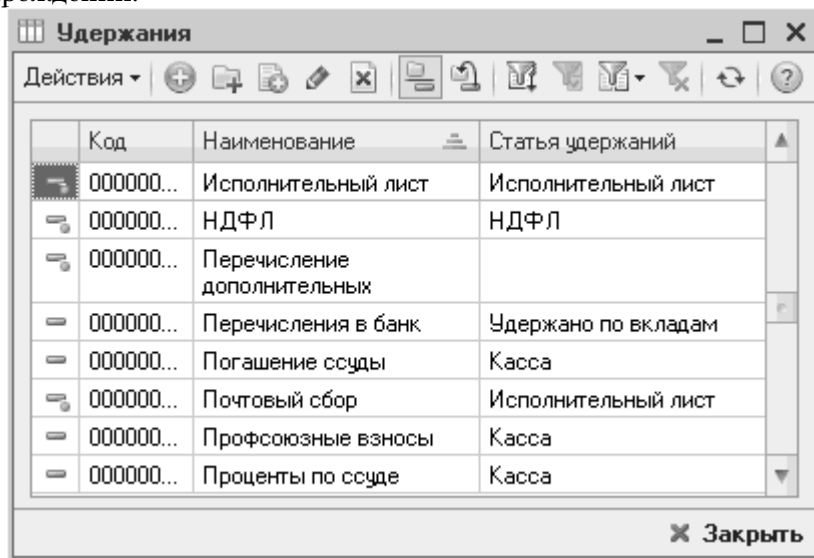 Удержания
Действия
Код Наименование Статья удержаний
000000... Исполнительный лист Исполнительный лист
000000... НДФЛ НДФЛ
000000... Перечисление
дополнительных
000000... Перечисления в банк Удержано по вкладам
000000... Погашение ссуды Касса
000000... Почтовый сбор Исполнительный лист
000000... Профсоюзные взносы Касса
000000... Проценты по ссуде Касса
Закрыть